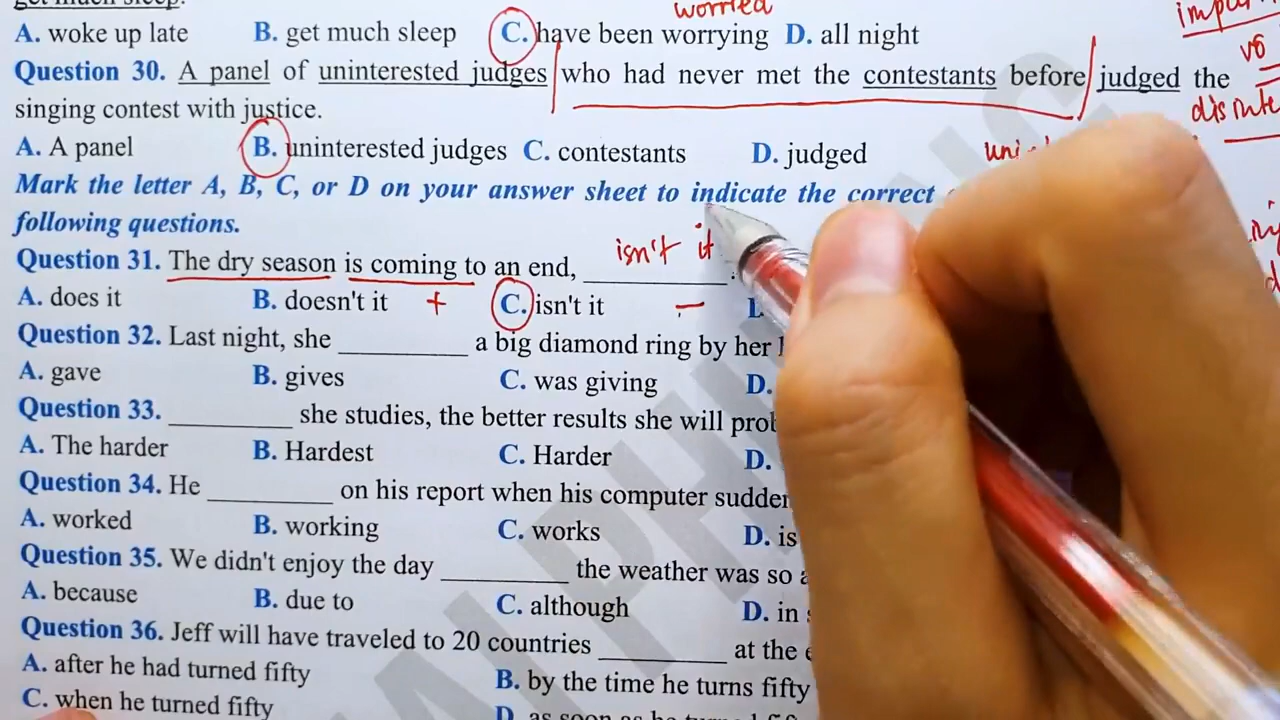 get much sleep.
worried
A. woke up late B. get much sleep C. have been worrying D. all night
Question 30. A panel of uninterested judges who had never met the contestants before judged the
singing contest with justice.
A. A panel B. uninterested judges C. contestants D. judged
Mark the letter A, B, C, or D on your answer sheet to indicate the correct
following questions.
isn't it
Question 31. The dry season is coming to an end, ________.
A. does it B. doesn't it + C. isn't it −
Question 32. Last night, she ________ a big diamond ring by her
A. gave B. gives C. was giving D.
Question 33. ________ she studies, the better results she will
A. The harder B. Hardest C. Harder D.
Question 34. He ________ on his report when his computer
A. worked B. working C. works D. is
Question 35. We didn't enjoy the day ________ the weather was so
A. because B. due to C. although D. in
Question 36. Jeff will have traveled to 20 countries ________ at the
A. after he had turned fifty B. by the time he turns fifty
C. when he turned fifty D. as soon as he